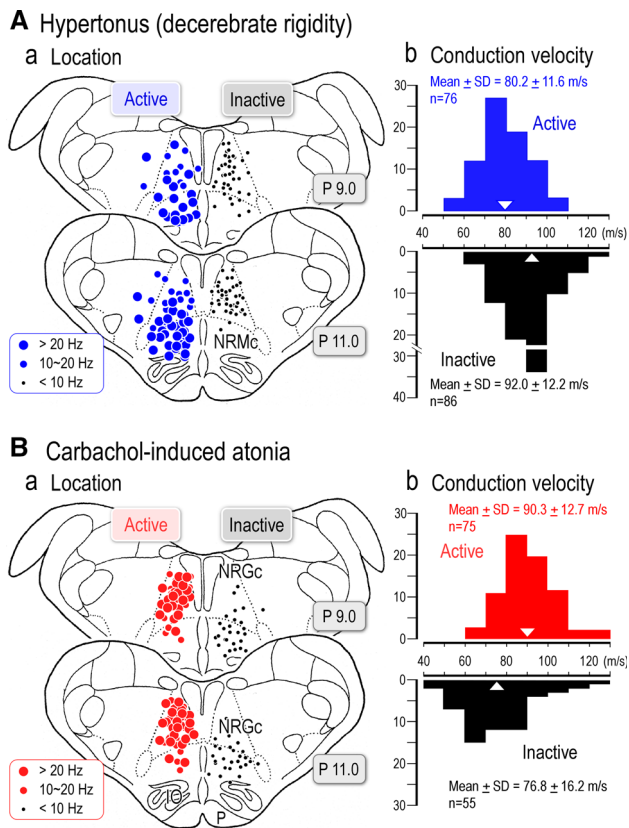 A Hypertonus (decerebrate rigidity)
a Location
b Conduction velocity
Active
Inactive
P 9.0
NRMc
P 11.0
> 20 Hz
10~20 Hz
< 10 Hz
Mean ± SD = 80.2 ± 11.6 m/s
n=76
Active
30
20
10
0
60 80 100 120 (m/s)
0
10
20
30
40
Inactive
Mean ± SD = 92.0 ± 12.2 m/s
n=86
B Carbachol-induced atonia
a Location
b Conduction velocity
Active
Inactive
NRGc
P 9.0
NRGc
P 11.0
IO
P
> 20 Hz
10~20 Hz
< 10 Hz
Mean ± SD = 90.3 ± 12.7 m/s
n=75
Active
30
20
10
0
40 60 80 100 120 (m/s)
0
10
20
30
Inactive
Mean ± SD = 76.8 ± 16.2 m/s
n=55